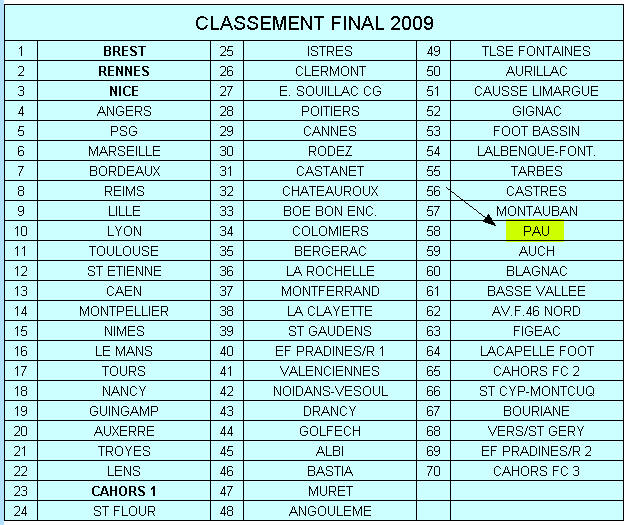 CLASSEMENT FINAL 2009
1 BREST 25 ISTRES 49 TLSE FONTAINES
2 RENNES 26 CLERMONT 50 AURILLAC
3 NICE 27 E. SOUILLAC CG 51 CAUSSE LIMARGUE
4 ANGERS 28 POITIERS 52 GIGNAC
5 PSG 29 CANNES 53 FOOT BASSIN
6 MARSEILLE 30 RODEZ 54 LALBENQUE-FONT.
7 BORDEAUX 31 CASTANET 55 TARBES
8 REIMS 32 CHATEAUROUX 56 CASTRES
9 LILLE 33 BOE BON ENC. 57 MONTAUBAN
10 LYON 34 COLOMIERS 58 PAU
11 TOULOUSE 35 BERGERAC 59 AUCH
12 ST ETIENNE 36 LA ROCHELLE 60 BLAGNAC
13 CAEN 37 MONTFERRAND 61 BASSE VALLEE
14 MONTPELLIER 38 LA CLAYETTE 62 AV.F.46 NORD
15 NIMES 39 ST GAUDENS 63 FIGEAC
16 LE MANS 40 EF PRADINES/R 1 64 LACAPELLE FOOT
17 TOURS 41 VALENCIENNES 65 CAHORS FC 2
18 NANCY 42 NOIDANS-VESOUL 66 ST CYP-MONTCUQ
19 GUINGAMP 43 DRANCY 67 BOURIANE
20 AUXERRE 44 GOLFECH 68 VERS/ST GERY
21 TROYES 45 ALBI 69 EF PRADINES/R 2
22 LENS 46 BASTIA 70 CAHORS FC 3
23 CAHORS 1 47 MURET
24 ST FLOUR 48 ANGOULEME